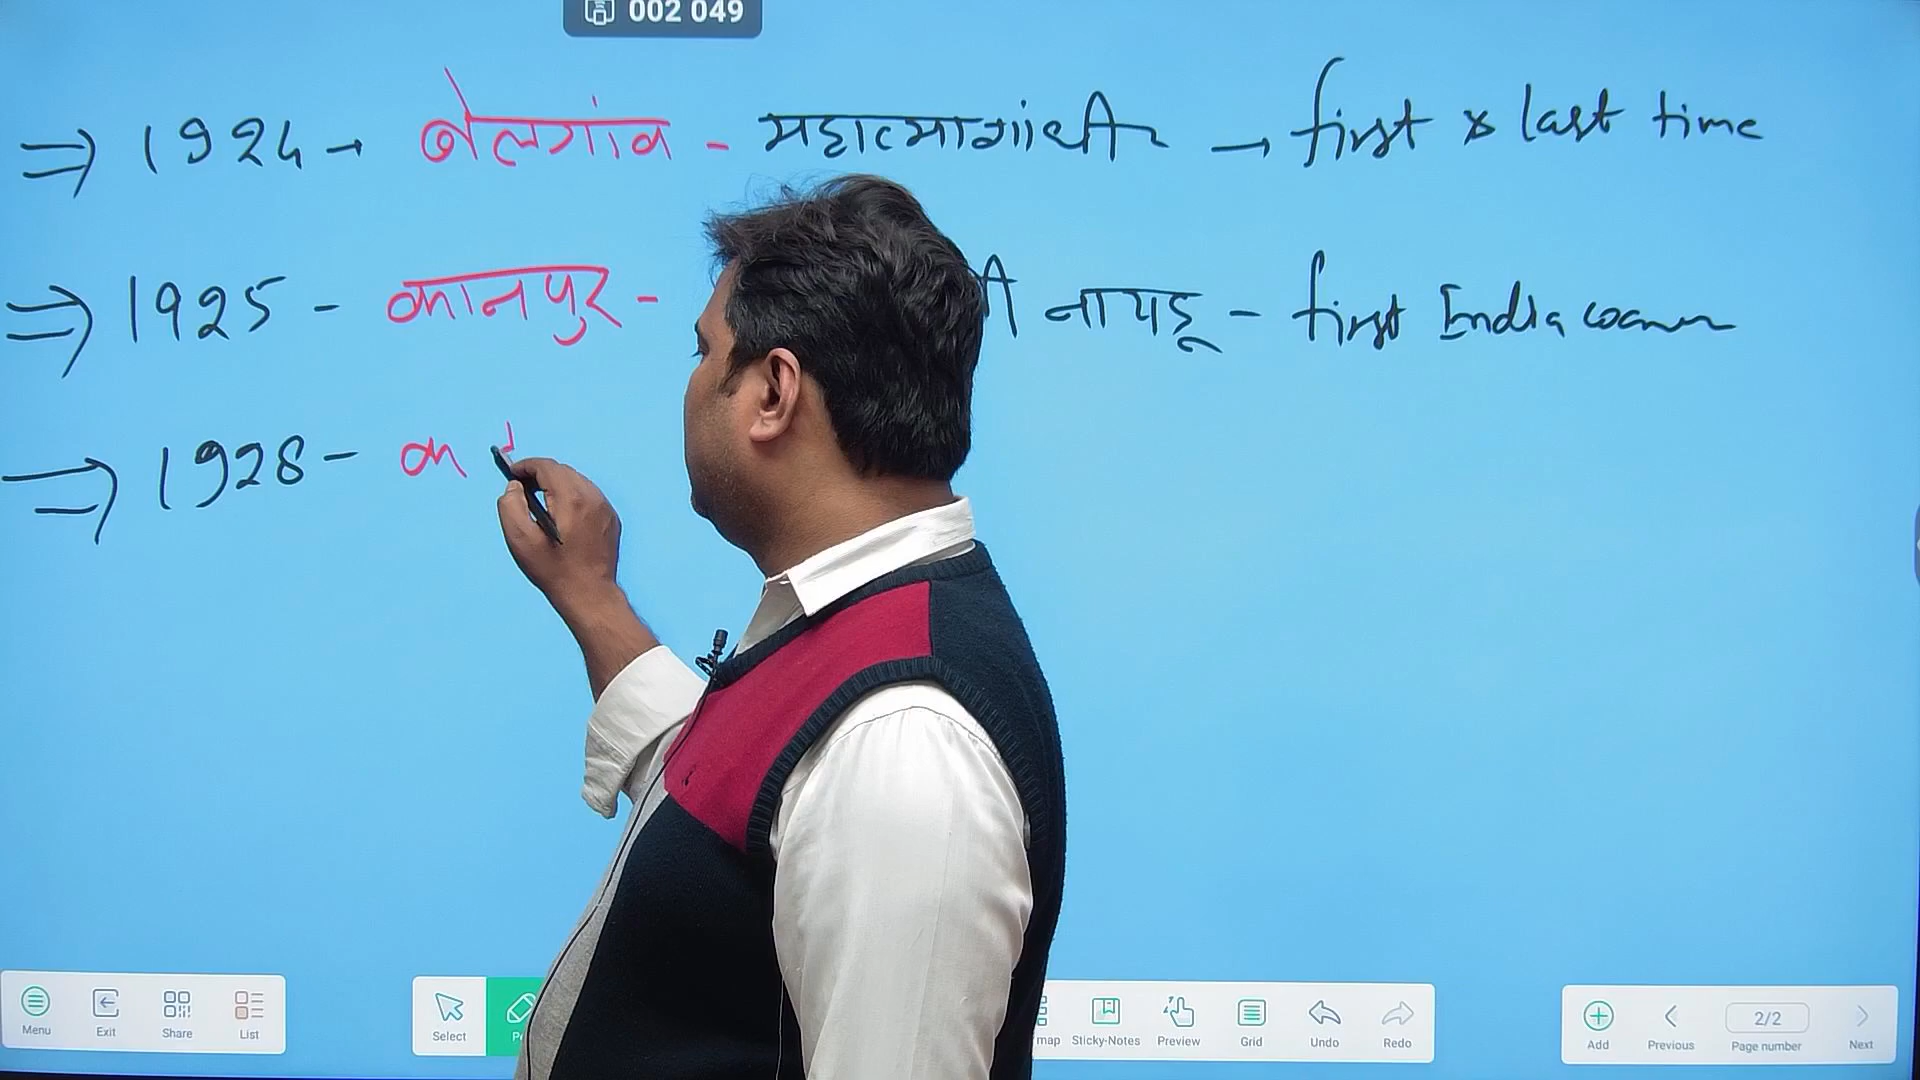 002 049
⇒ 1924 → बेलगांव - महात्मागांधी → first & last time
⇒ 1925 - कानपुर - नायडू - first India
⇒ 1928 - क
Menu Exit Share List Select Sticky-Notes Preview Grid Undo Redo Add Previous 2/2 Page number Next